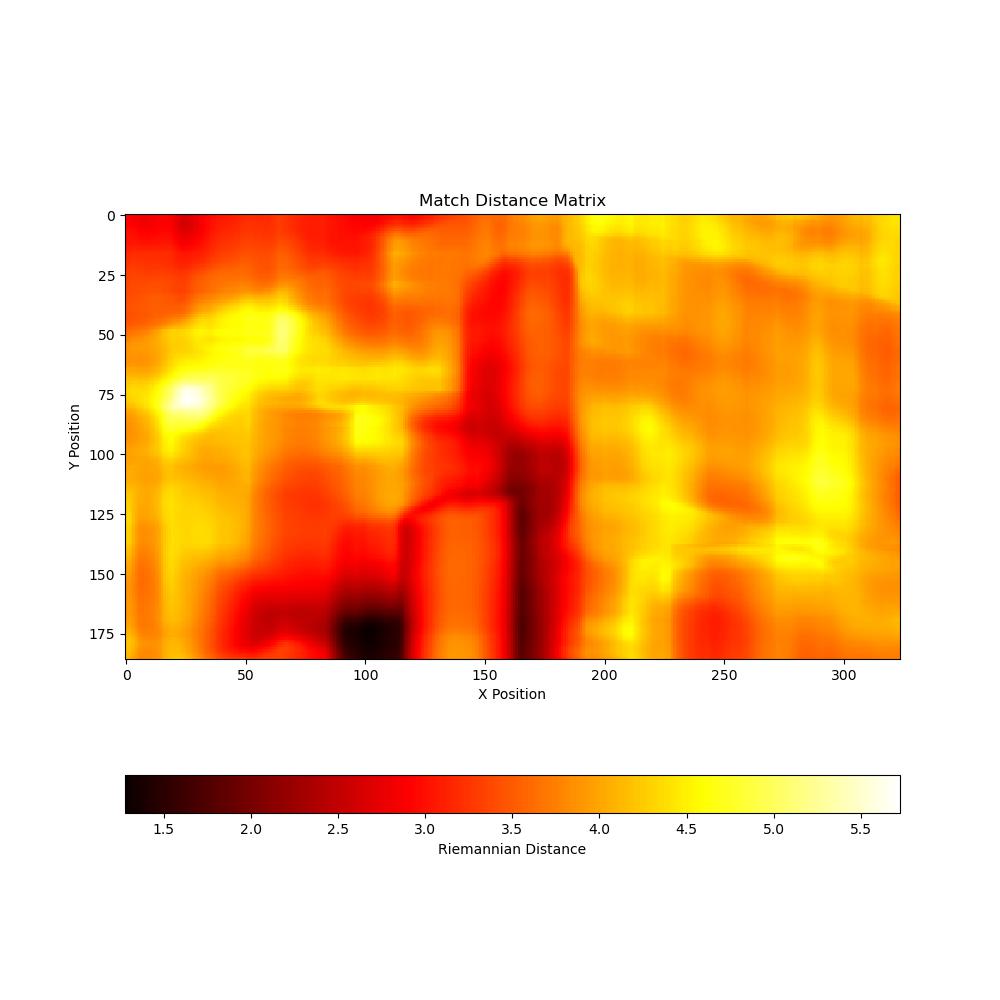 Match Distance Matrix
0
25
50
75
100
125
150
175
Y Position
0 50 100 150 200 250 300
X Position
1.5 2.0 2.5 3.0 3.5 4.0 4.5 5.0 5.5
Riemannian Distance